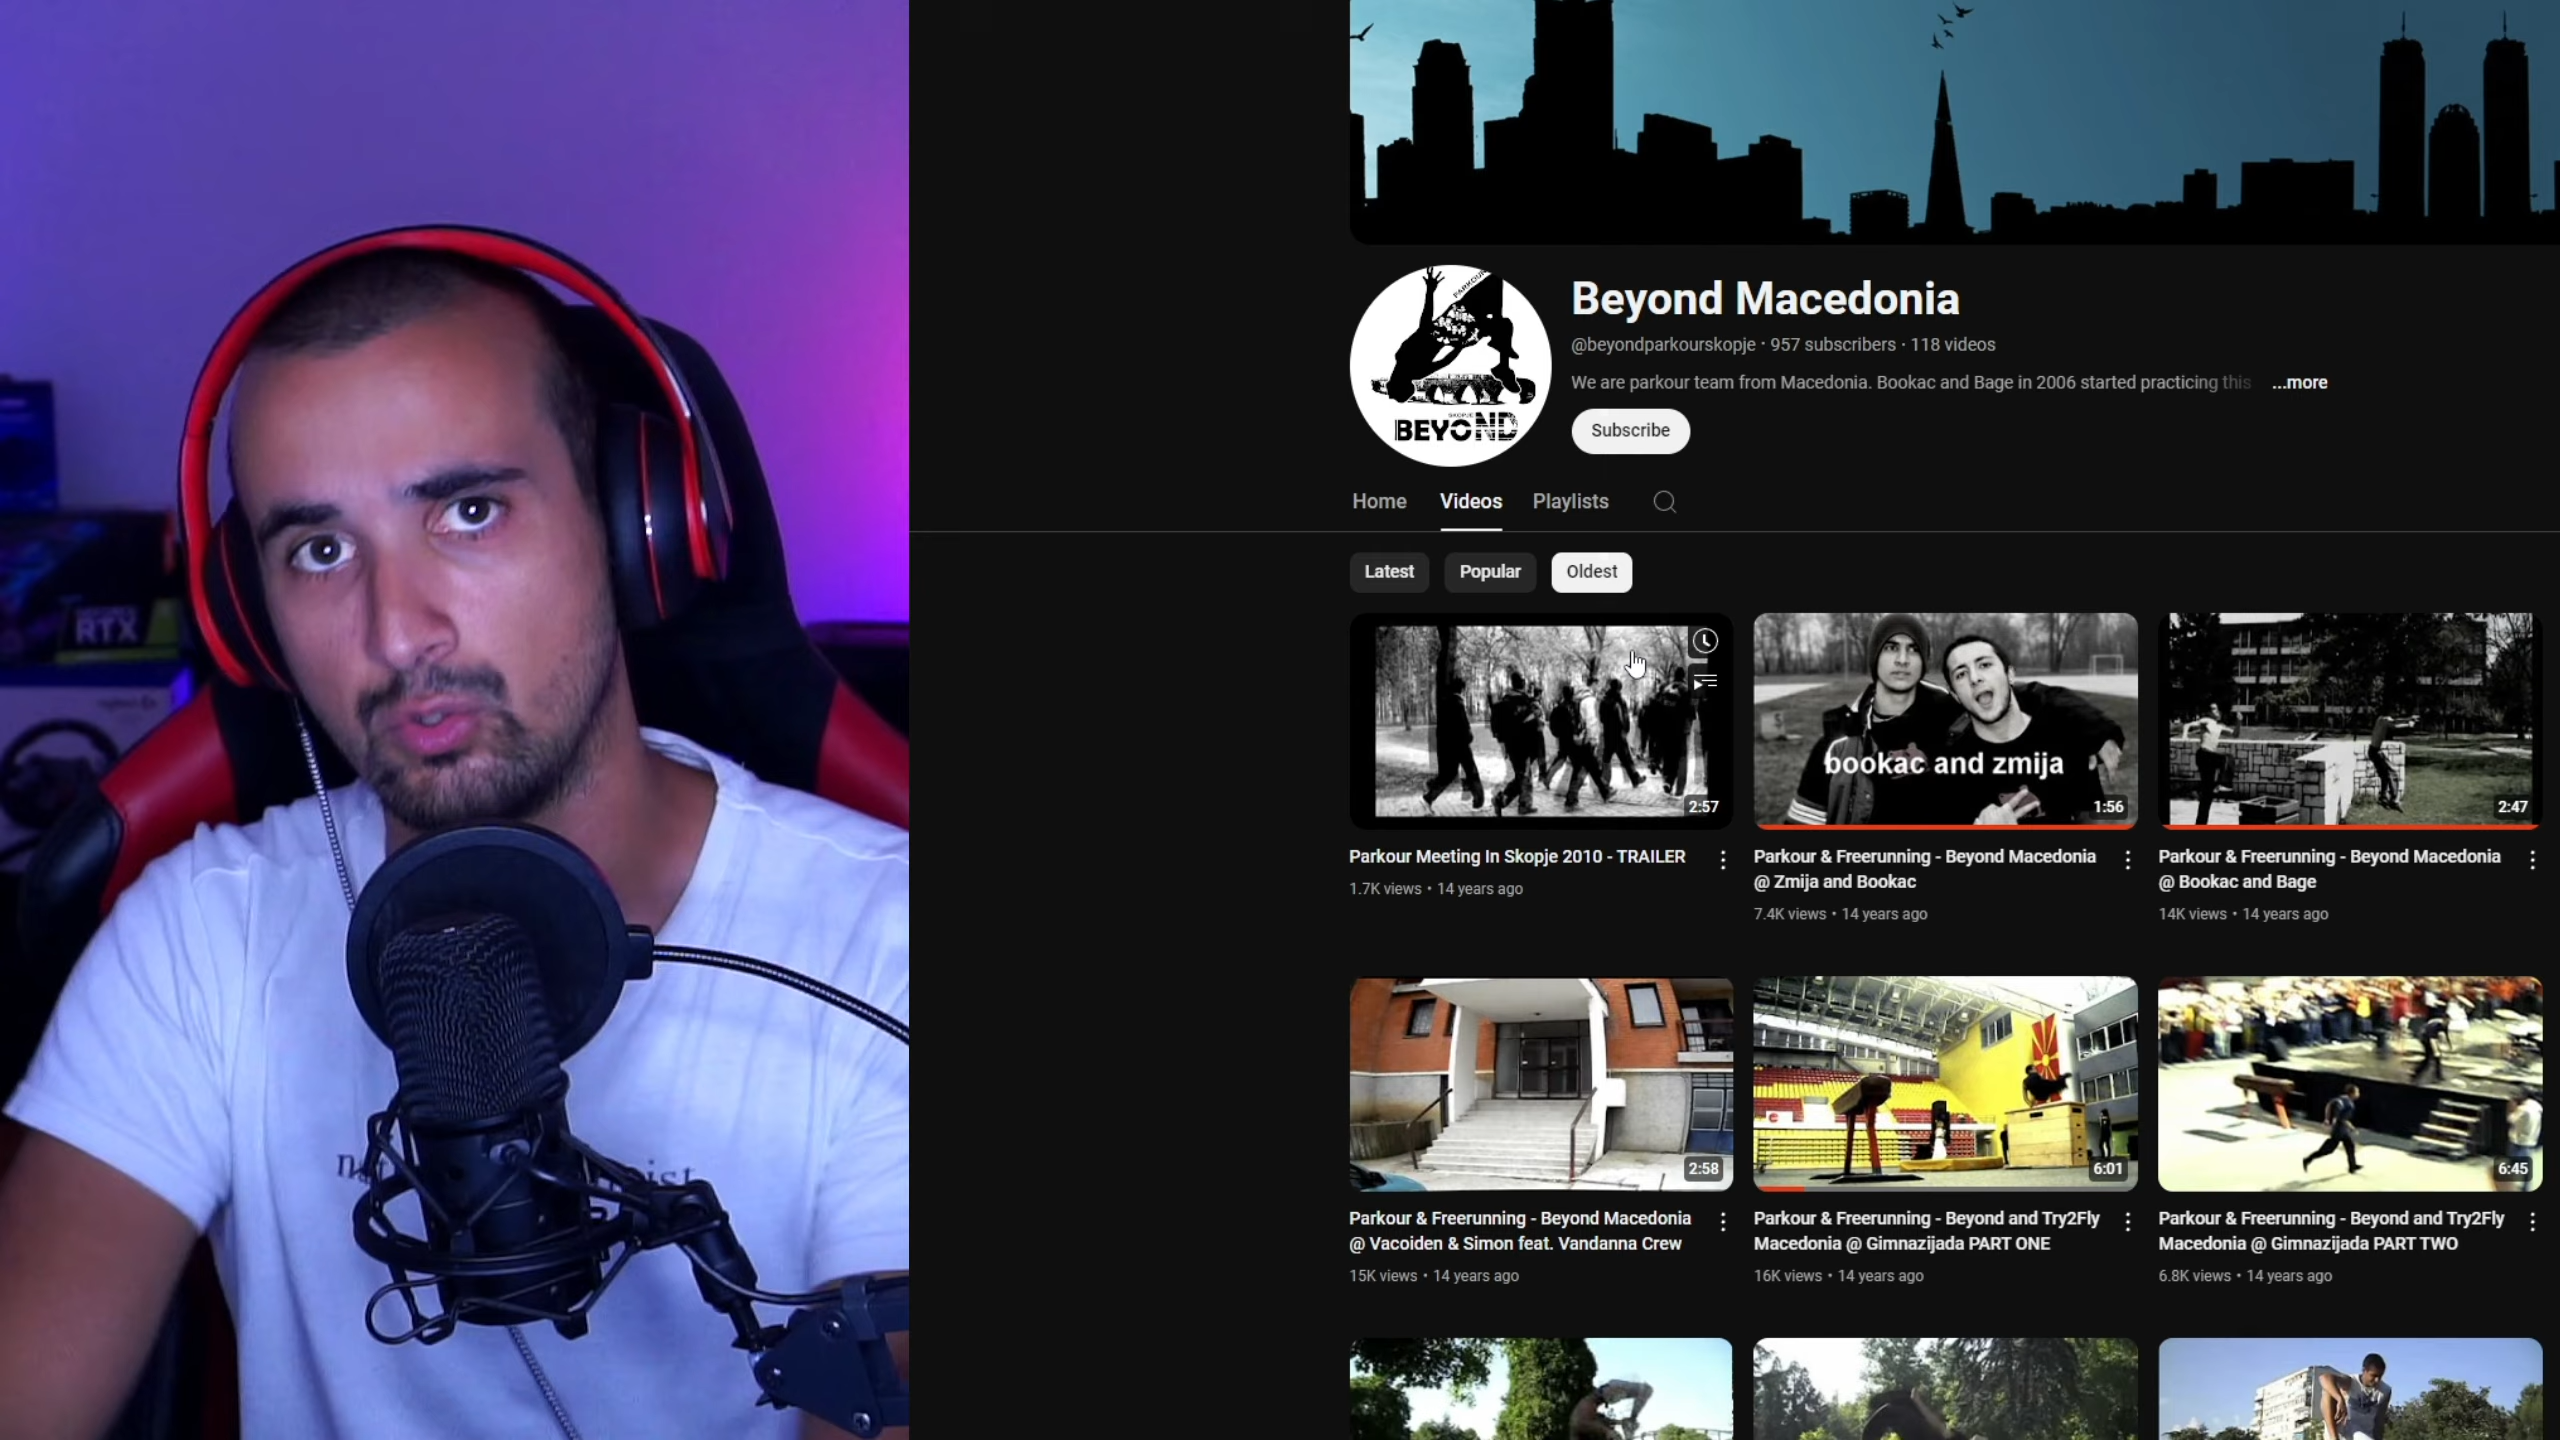 RTX
PARKOUR
SKOPJE
BEYOND
Beyond Macedonia
@beyondparkourskopje · 957 subscribers · 118 videos
We are parkour team from Macedonia. Bookac and Bage in 2006 started practicing this ...more
Subscribe
Home Videos Playlists
Latest Popular Oldest
2:57
bookac and zmija
1:56
2:47
Parkour Meeting In Skopje 2010 - TRAILER
1.7K views • 14 years ago
Parkour & Freerunning - Beyond Macedonia
@ Zmija and Bookac
7.4K views • 14 years ago
Parkour & Freerunning - Beyond Macedonia
@ Bookac and Bage
14K views • 14 years ago
2:58
6:01
6:45
Parkour & Freerunning - Beyond Macedonia
@ Vacoiden & Simon feat. Vandanna Crew
15K views • 14 years ago
Parkour & Freerunning - Beyond and Try2Fly
Macedonia @ Gimnazijada PART ONE
16K views • 14 years ago
Parkour & Freerunning - Beyond and Try2Fly
Macedonia @ Gimnazijada PART TWO
6.8K views • 14 years ago